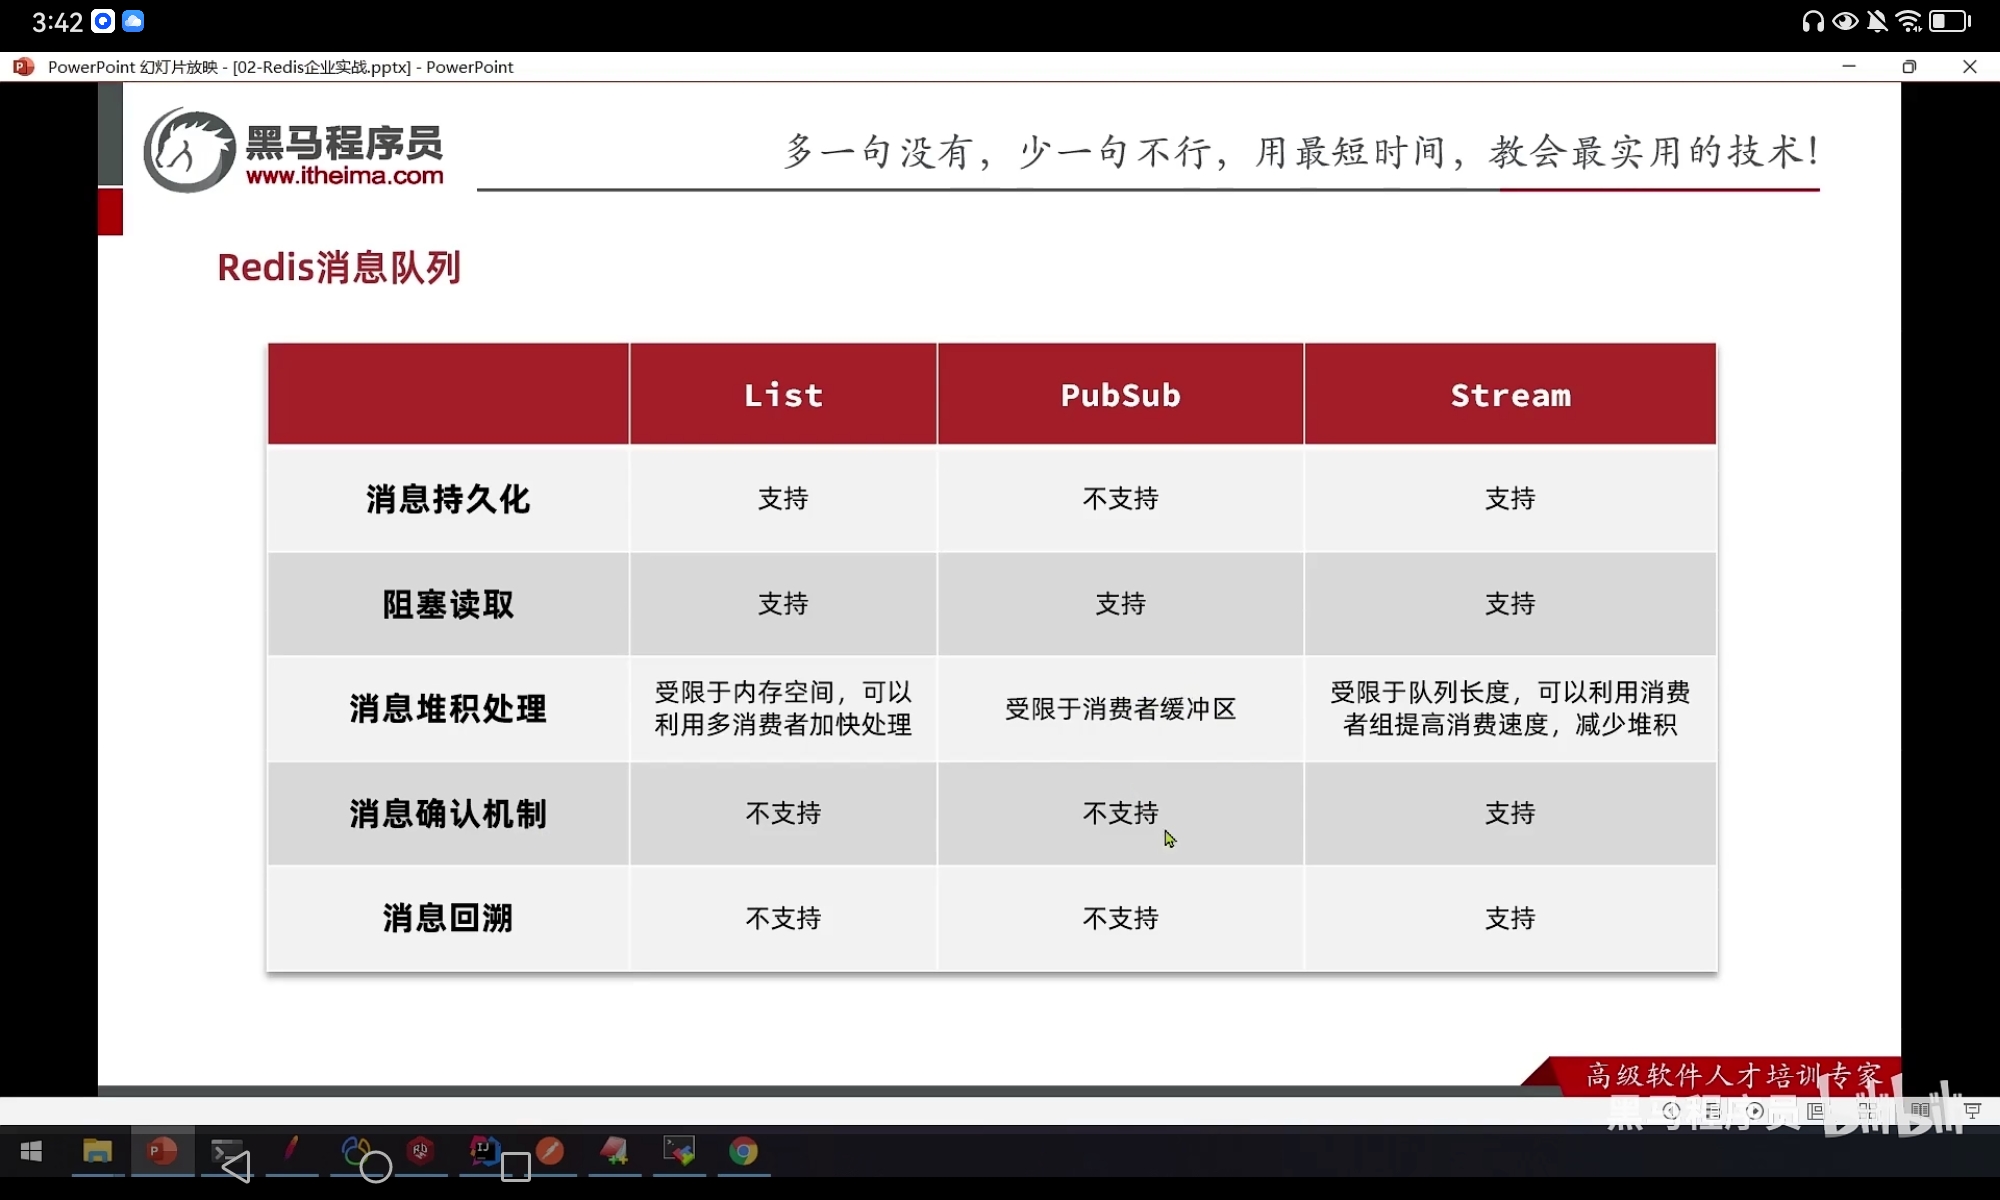 3:42
PowerPoint 幻灯片放映 - [02-Redis企业实战.pptx] - PowerPoint
黑马程序员
www.itheima.com
多一句没有，少一句不行，用最短时间，教会最实用的技术！
Redis消息队列
List PubSub Stream
消息持久化 支持 不支持 支持
阻塞读取 支持 支持 支持
消息堆积处理 受限于内存空间，可以 受限于消费者缓冲区 受限于队列长度，可以利用消费
利用多消费者加快处理 者组提高消费速度，减少堆积
消息确认机制 不支持 不支持 支持
消息回溯 不支持 不支持 支持
高级软件人才培训专家
黑马程序员 bilibili